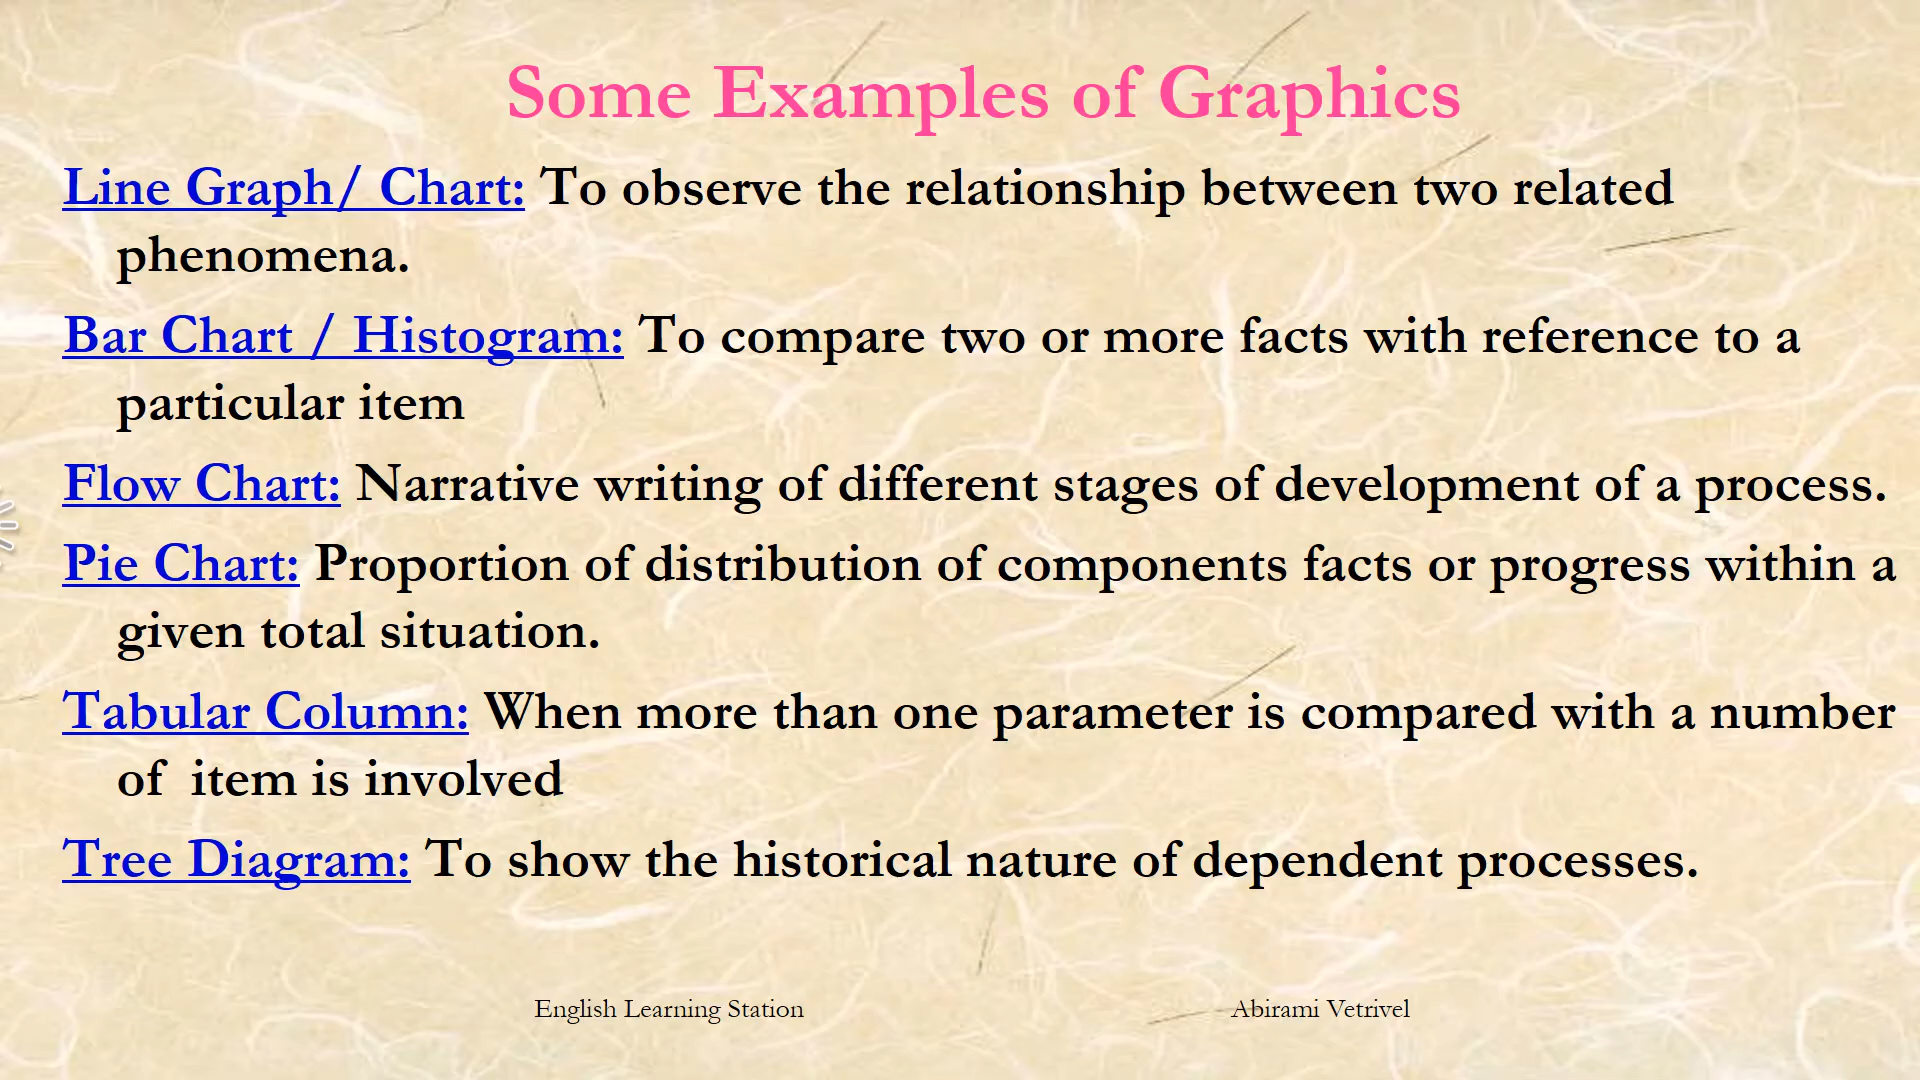 Some Examples of Graphics
Line Graph/ Chart: To observe the relationship between two related
phenomena.
Bar Chart / Histogram: To compare two or more facts with reference to a
particular item
Flow Chart: Narrative writing of different stages of development of a process.
Pie Chart: Proportion of distribution of components facts or progress within a
given total situation.
Tabular Column: When more than one parameter is compared with a number
of  item is involved
Tree Diagram: To show the historical nature of dependent processes.
English Learning Station
Abirami Vetrivel